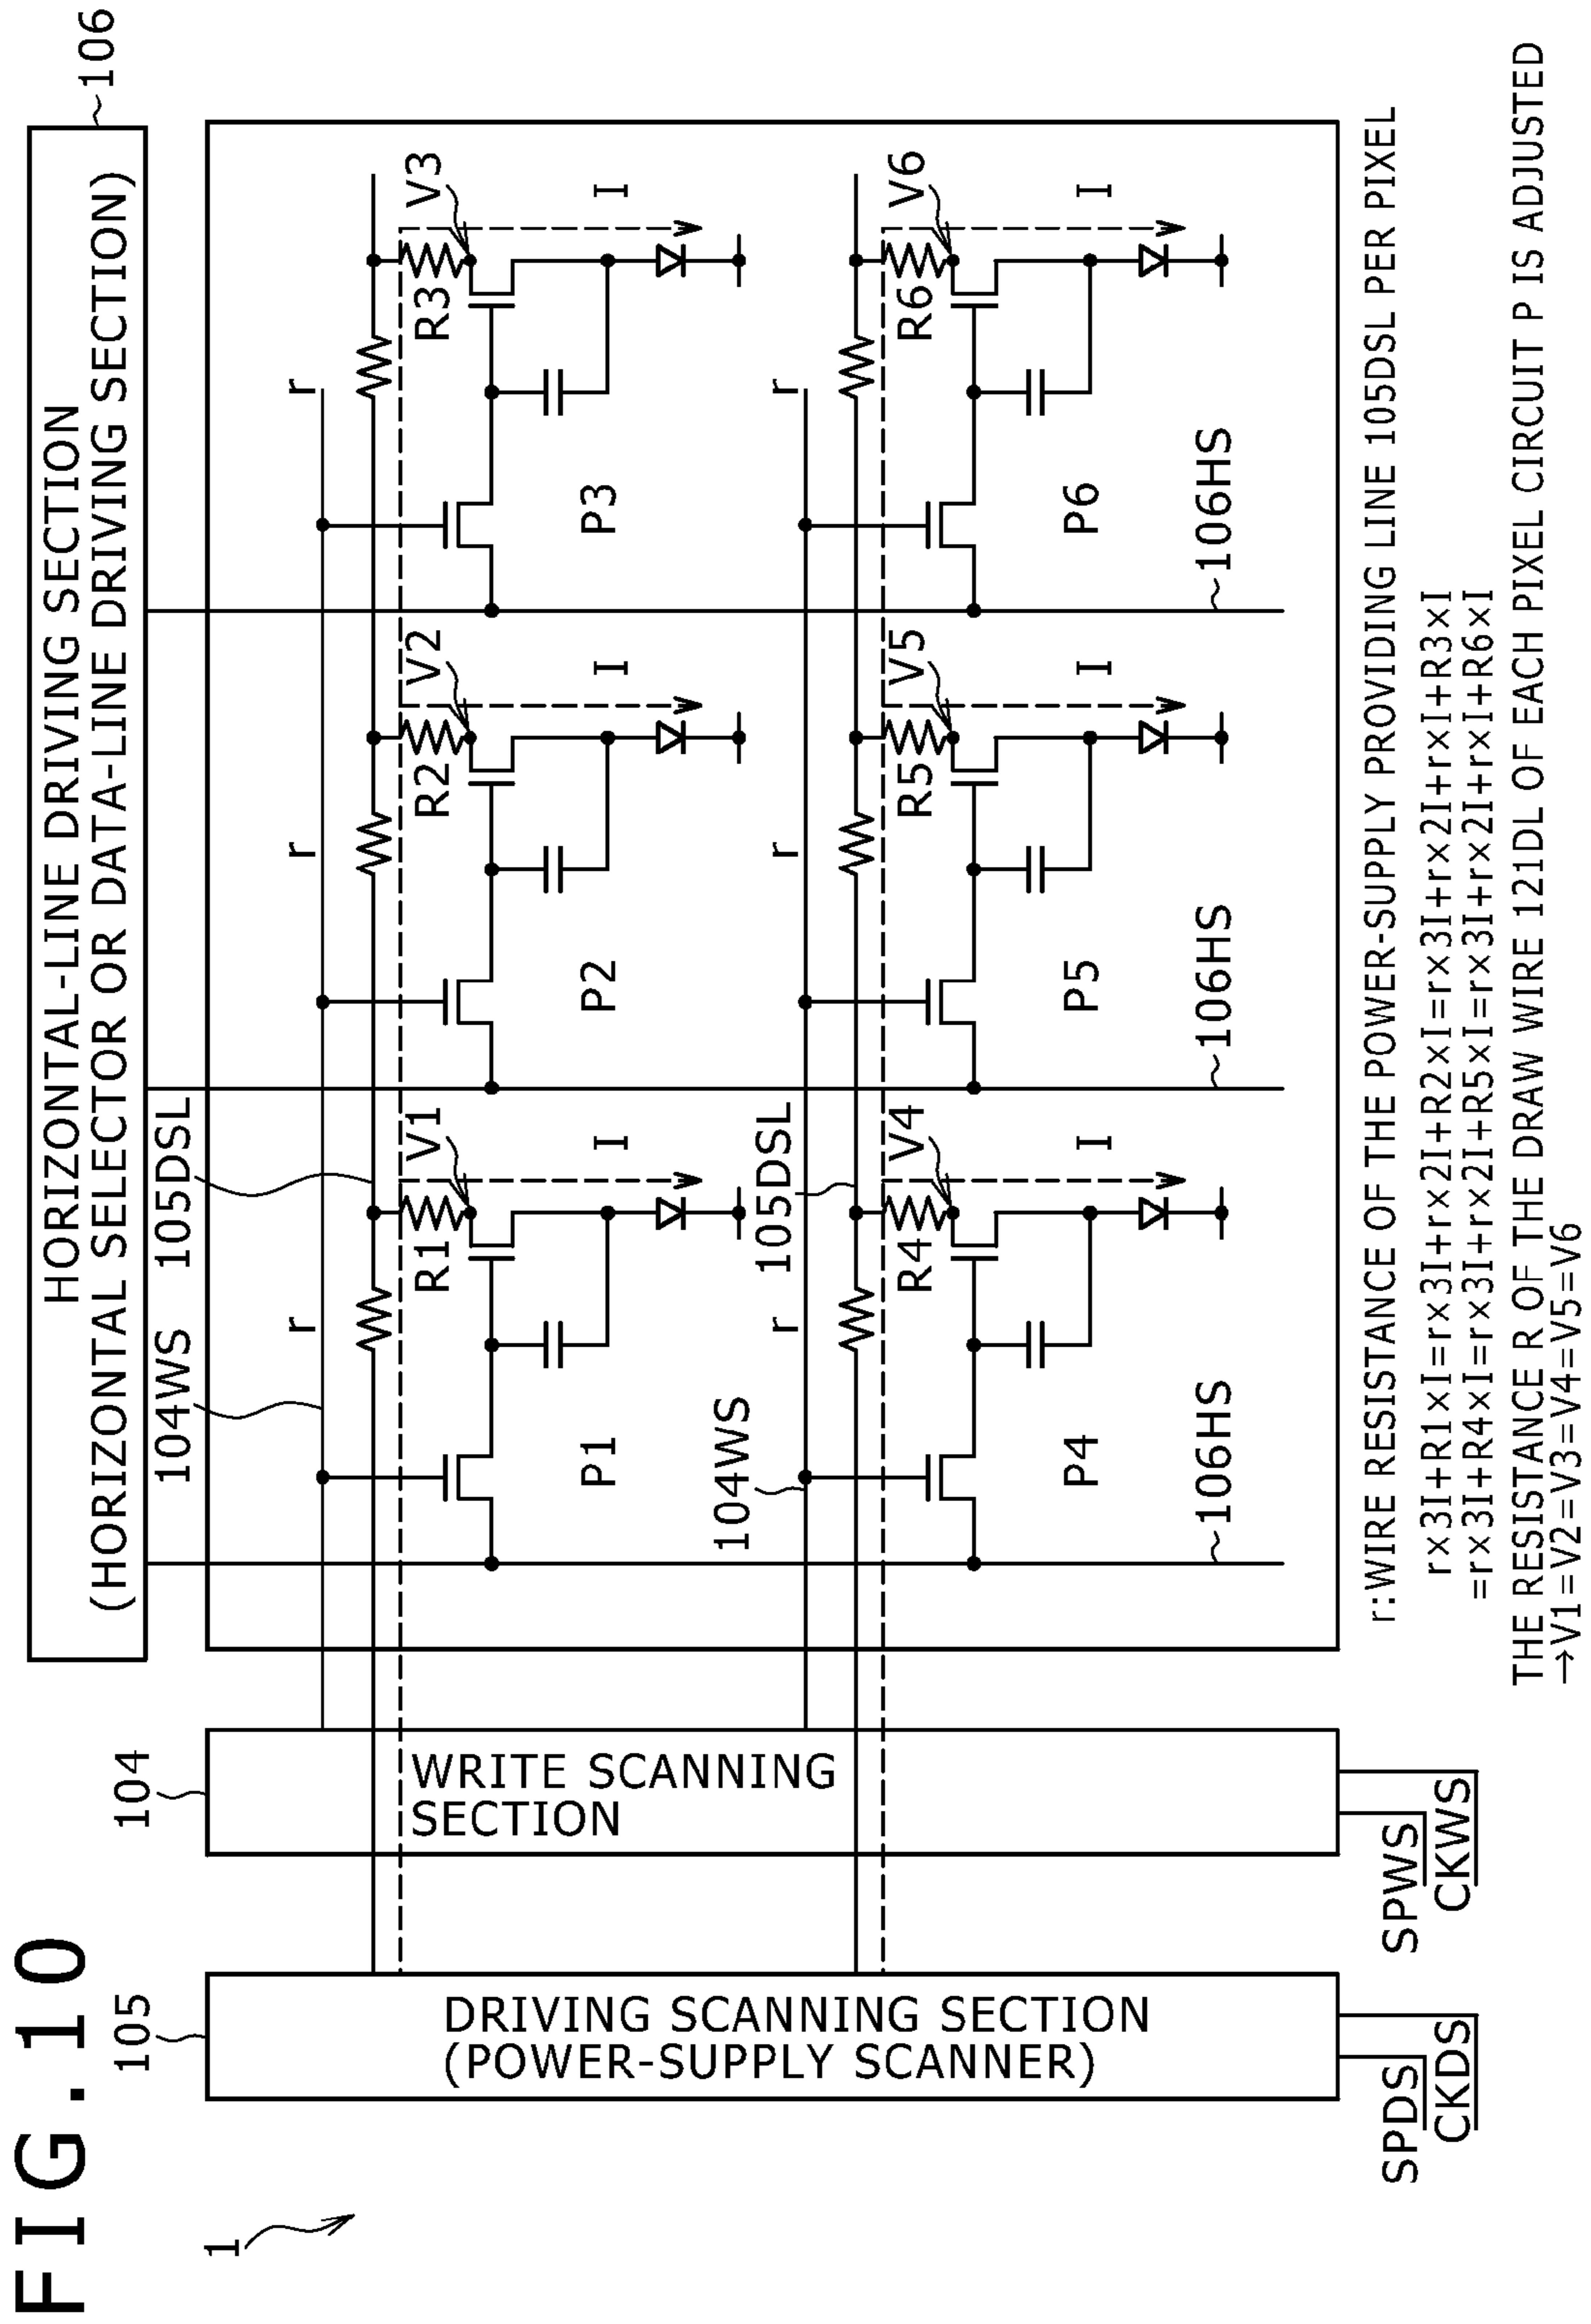 FIG.10
1
HORIZONTAL-LINE DRIVING SECTION
(HORIZONTAL SELECTOR OR DATA-LINE DRIVING SECTION)
106
105
DRIVING SCANNING SECTION
(POWER-SUPPLY SCANNER)
SPDS
CKDS
104
WRITE SCANNING
SECTION
SPWS
CKWS
104WS
105DSL
r
r
r
R1
V1
I
R2
V2
I
R3
V3
I
P1
P2
P3
104WS
105DSL
r
r
r
R4
V4
I
R5
V5
I
R6
V6
I
P4
P5
P6
106HS
106HS
106HS
r:WIRE RESISTANCE OF THE POWER-SUPPLY PROVIDING LINE 105DSL PER PIXEL
r×3I+R1×I=r×3I+r×2I+R2×I=r×3I+r×2I+r×I+R3×I
=r×3I+R4×I=r×3I+r×2I+R5×I=r×3I+r×2I+r×I+R6×I
THE RESISTANCE R OF THE DRAW WIRE 121DL OF EACH PIXEL CIRCUIT P IS ADJUSTED
→V1=V2=V3=V4=V5=V6